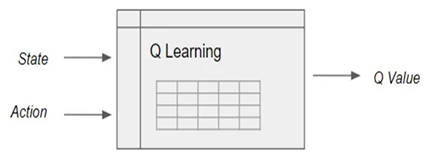 State
Action
Q Learning
Q Value